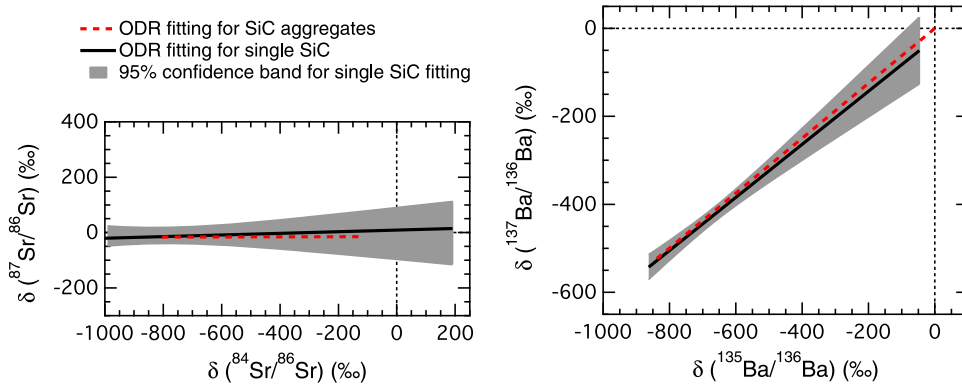 ODR fitting for SiC aggregates
ODR fitting for single SiC
95% confidence band for single SiC fitting
400
200
0
-200
-1000 -800 -600 -400 -200 0 200
δ (⁸⁷Sr/⁸⁶Sr) (‰)
δ (⁸⁴Sr/⁸⁶Sr) (‰)
0
-200
-400
-600
-1000 -800 -600 -400 -200 0
δ (¹³⁷Ba/¹³⁶Ba) (‰)
δ (¹³⁵Ba/¹³⁶Ba) (‰)